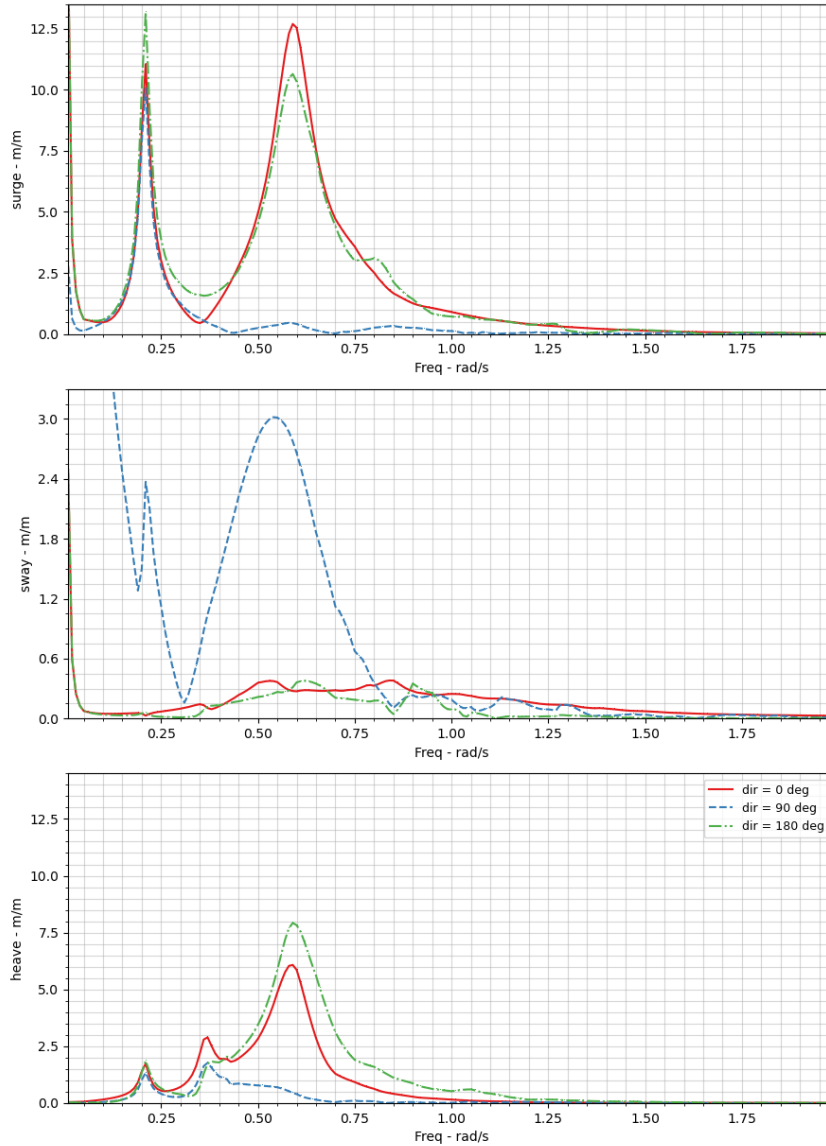 12.5
10.0
7.5
5.0
2.5
0.0
surge - m/m
0.25 0.50 0.75 1.00 1.25 1.50 1.75
Freq - rad/s
3.0
2.4
1.8
1.2
0.6
0.0
sway - m/m
0.25 0.50 0.75 1.00 1.25 1.50 1.75
Freq - rad/s
dir = 0 deg
dir = 90 deg
dir = 180 deg
12.5
10.0
7.5
5.0
2.5
0.0
heave - m/m
0.25 0.50 0.75 1.00 1.25 1.50 1.75
Freq - rad/s